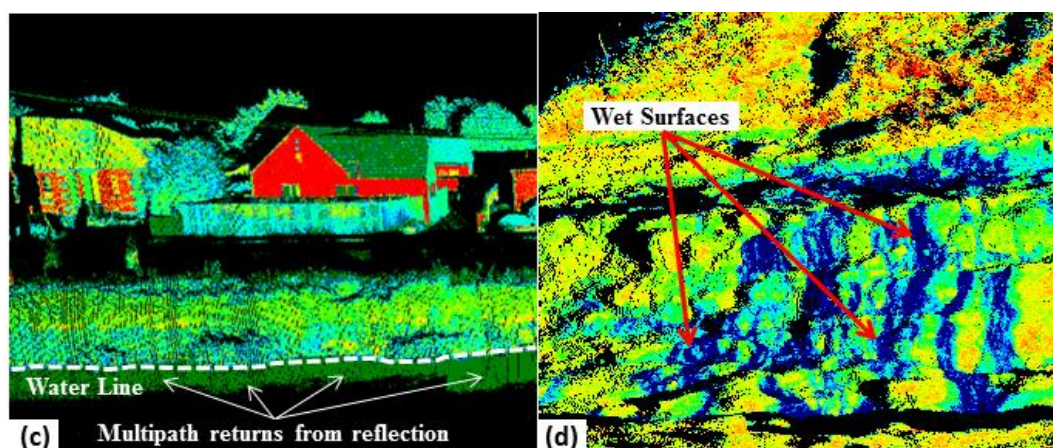 Water Line
(c)
Multipath returns from reflection
Wet Surfaces
(d)